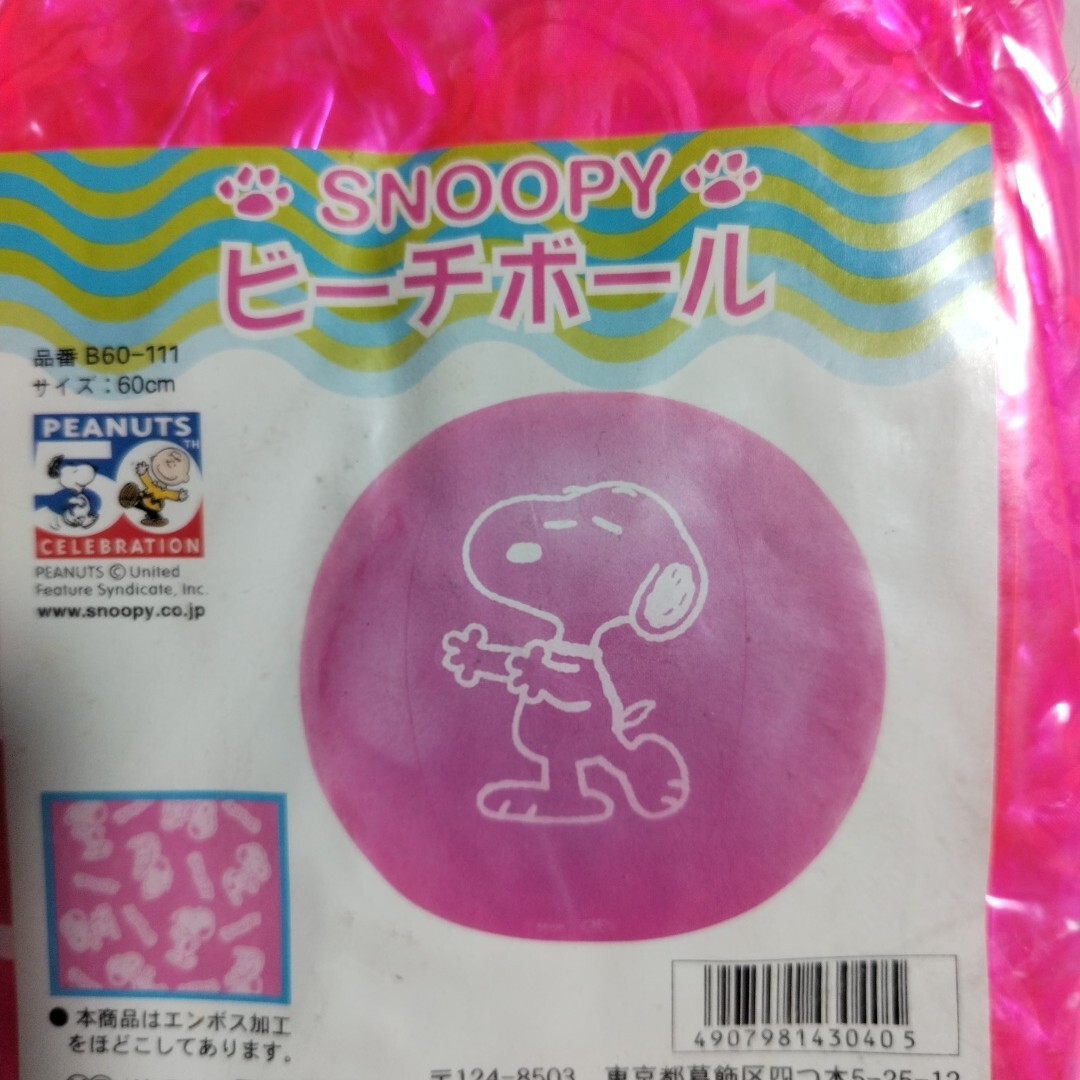 SNOOPY
ビーチボール
品番 B60-111
サイズ：60cm
PEANUTS
50TH
CELEBRATION
PEANUTS © United
Feature Syndicate, Inc.
www.snoopy.co.jp
● 本商品はエンボス加工
をほどこしてあります。
4907981430405
〒124-8503 東京都葛飾区四つ木5-25-12